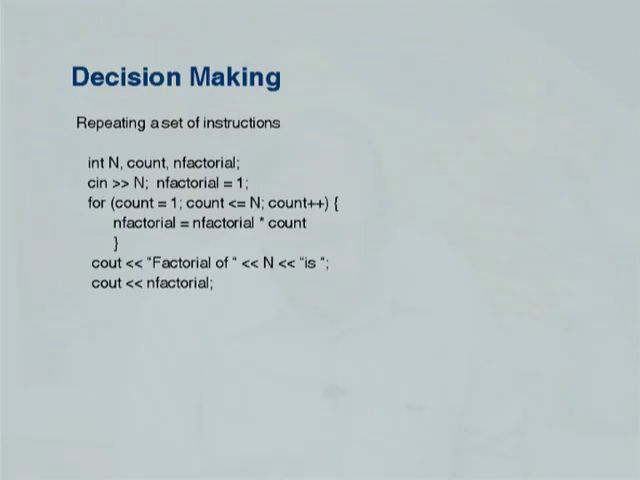 Decision Making
Repeating a set of instructions
int N, count, nfactorial;
cin >> N; nfactorial = 1;
for (count = 1; count <= N; count++) {
nfactorial = nfactorial * count
}
cout << "Factorial of " << N << "is ";
cout << nfactorial;